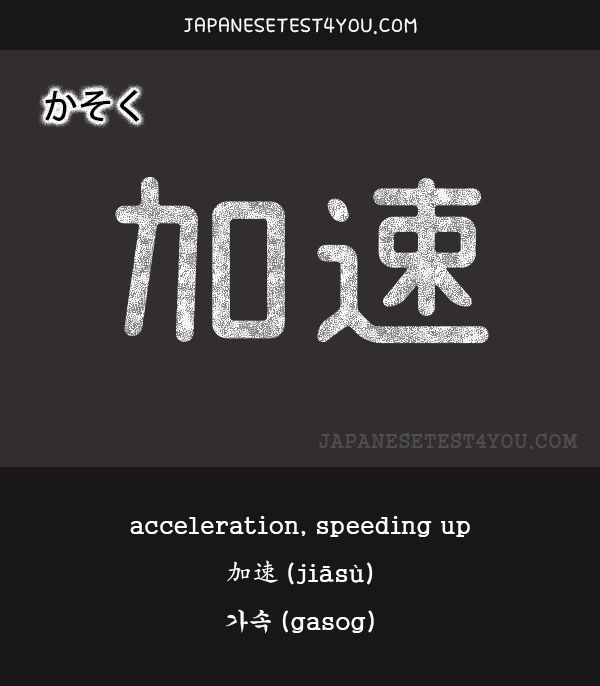 JAPANESETEST4YOU.COM
かそく
加速
JAPANESETEST4YOU.COM
acceleration, speeding up
加速 (jiāsù)
가속 (gasog)